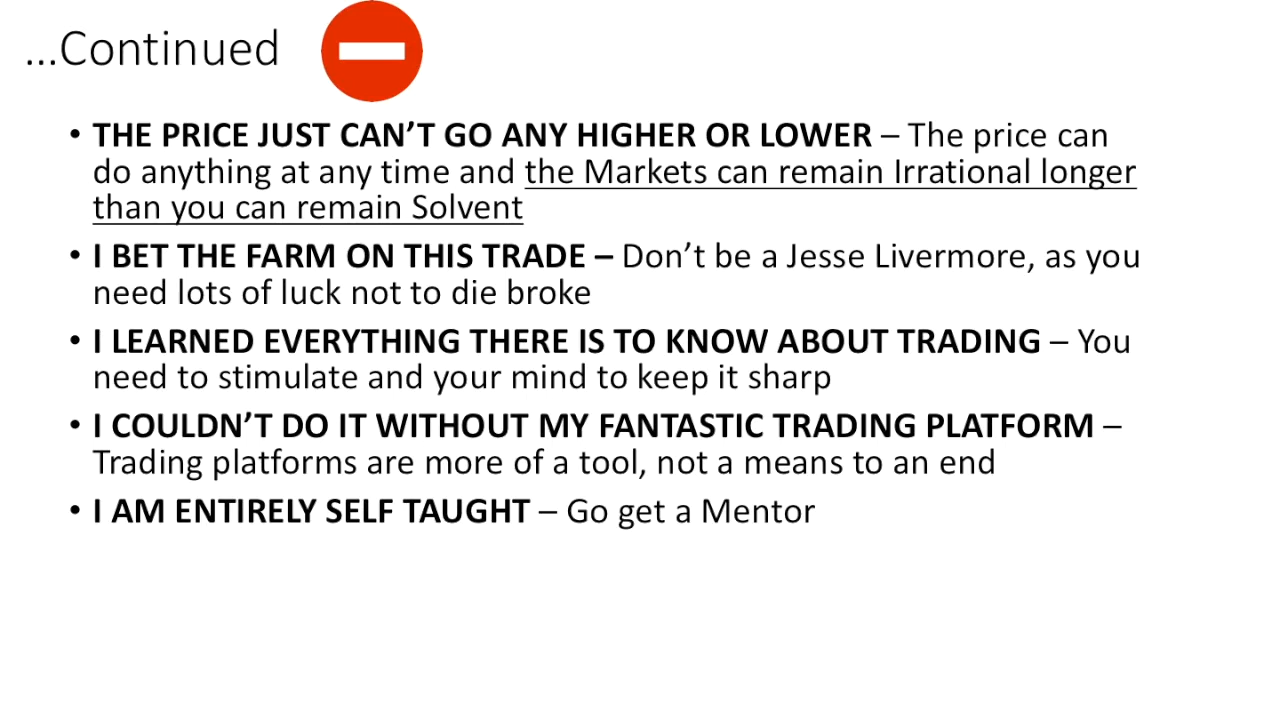 ...Continued
• THE PRICE JUST CAN'T GO ANY HIGHER OR LOWER – The price can
do anything at any time and the Markets can remain Irrational longer
than you can remain Solvent
• I BET THE FARM ON THIS TRADE – Don't be a Jesse Livermore, as you
need lots of luck not to die broke
• I LEARNED EVERYTHING THERE IS TO KNOW ABOUT TRADING – You
need to stimulate and your mind to keep it sharp
• I COULDN'T DO IT WITHOUT MY FANTASTIC TRADING PLATFORM –
Trading platforms are more of a tool, not a means to an end
• I AM ENTIRELY SELF TAUGHT – Go get a Mentor